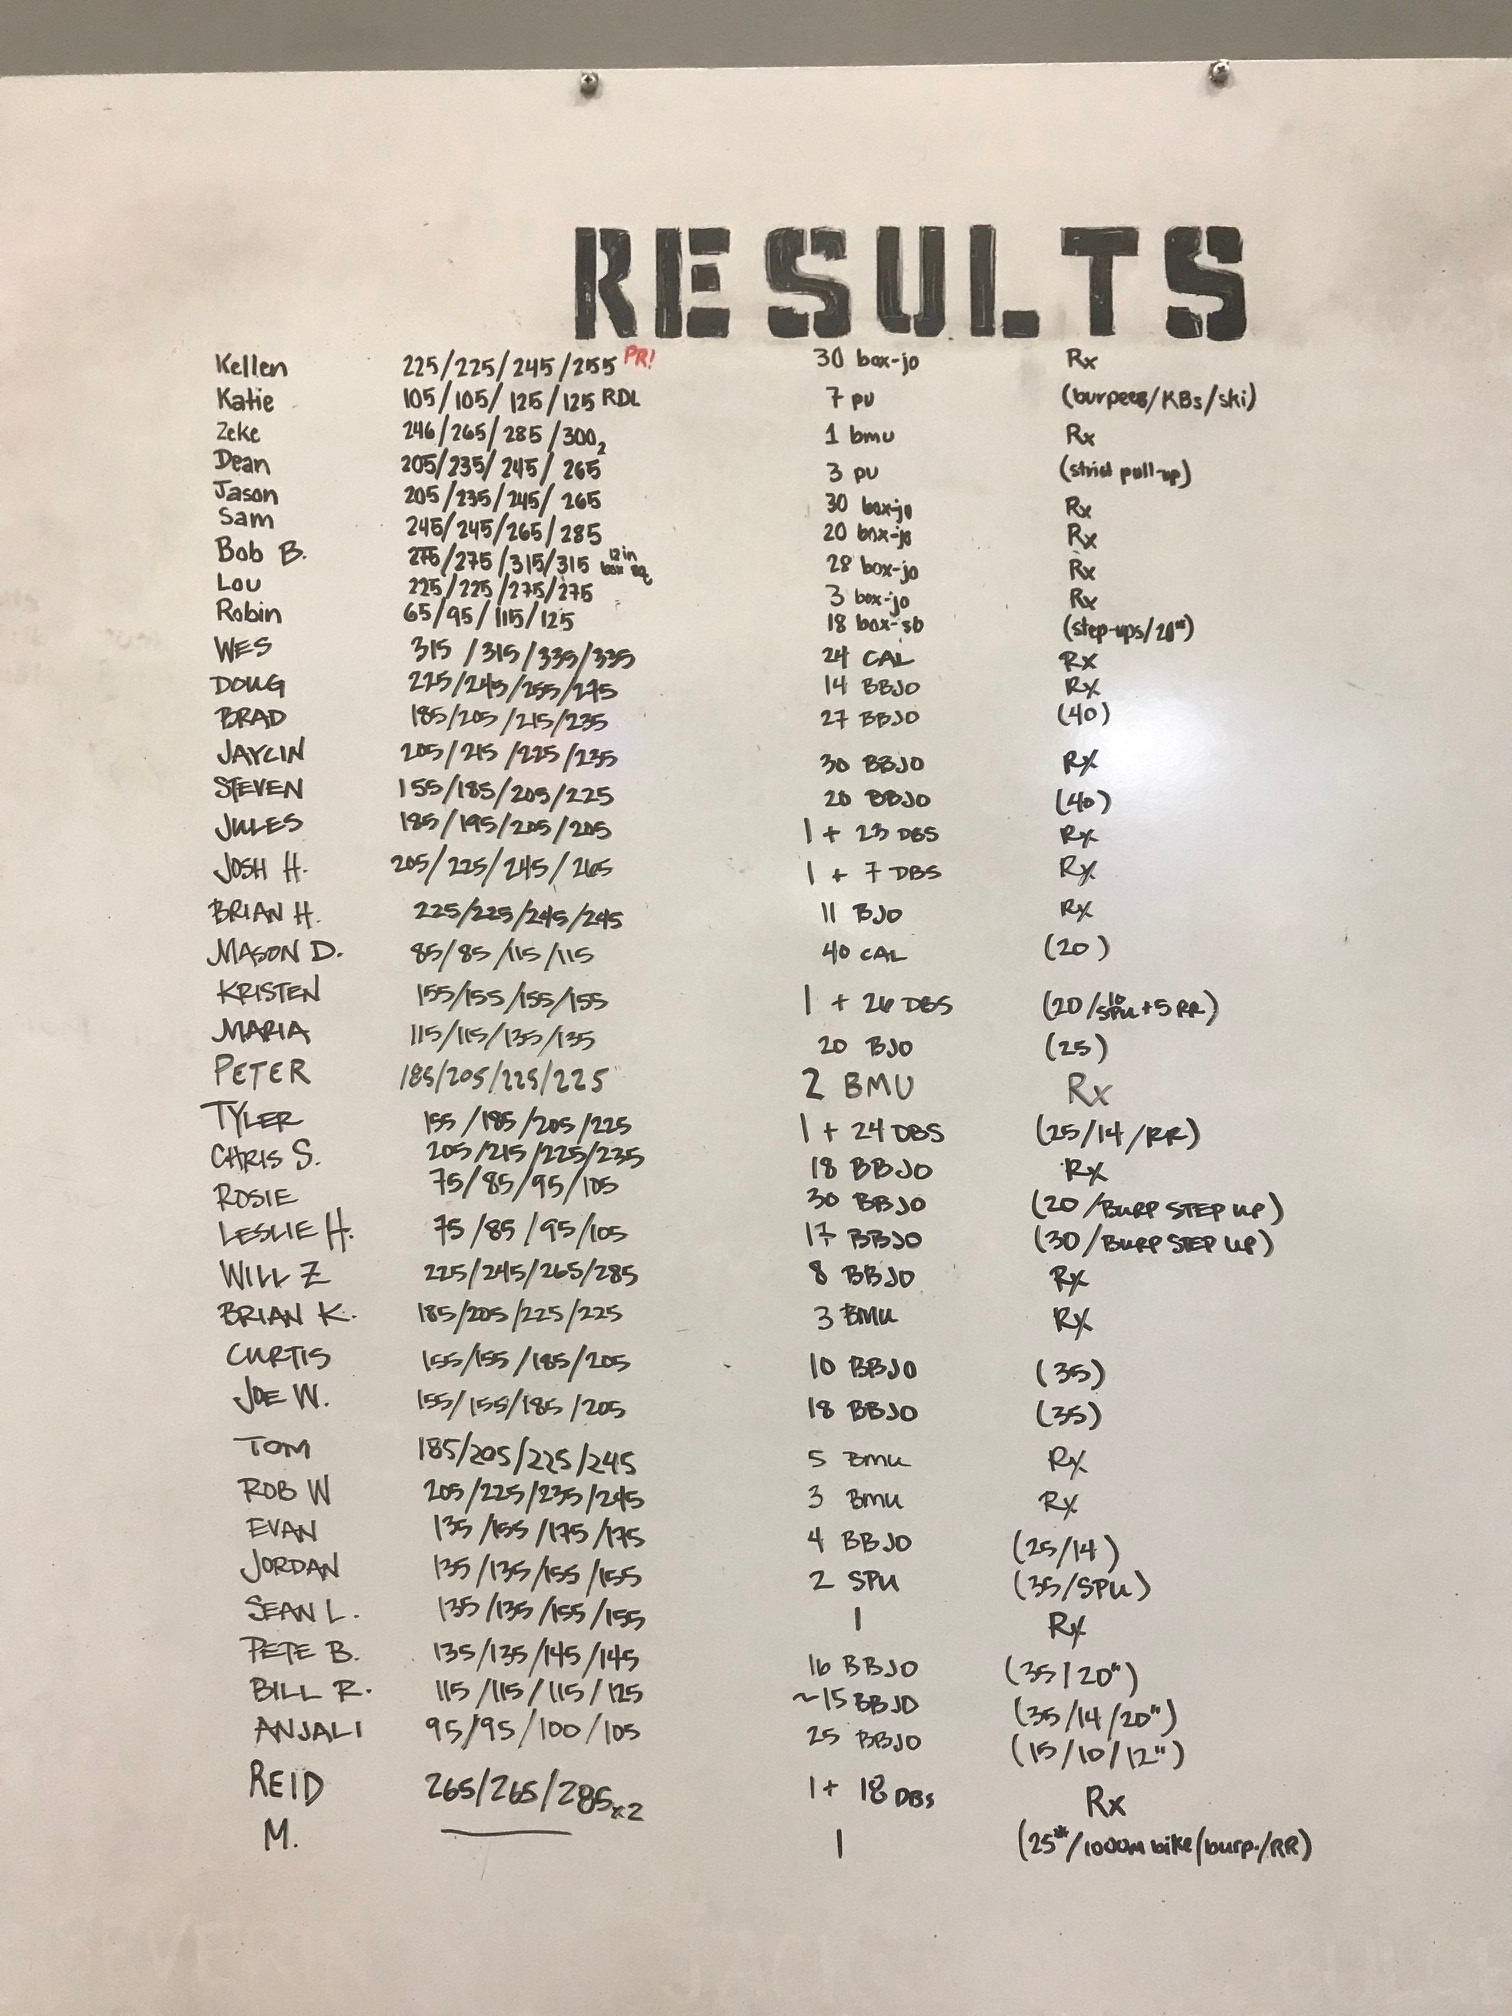 RESULTS
Kellen 225/225/245/255 PR! 30 box-jo Rx
Katie 105/105/125/125 RDL 7 pu (burpees/KBs/ski)
Zeke 246/265/285/300₂ 1 bmu Rx
Dean 205/235/245/265 3 pu (strict pull-up)
Jason 205/235/245/265 30 box-jo Rx
Sam 245/245/265/285 20 box-jo Rx
Bob B. 275/275/315/315 12in box sq 28 box-jo Rx
Lou 225/225/275/275 3 box-jo Rx
Robin 65/95/115/125 18 box-so (step-ups/20")
WES 315/315/335/335 24 CAL Rx
DOUG 225/245/255/275 14 BBJO Rx
BRAD 185/205/215/235 27 BBJO (40)
JAYCIN 205/215/225/235 30 BBJO Rx
STEVEN 155/185/205/225 20 BBJO (40)
JULES 185/195/205/205 1 + 23 DBS Rx
JOSH H. 205/225/245/265 1 + 7 DBS Rx
BRIAN H. 225/225/245/245 11 BJO Rx
MASON D. 85/85/115/115 40 CAL (20)
KRISTEN 155/155/155/155 1 + 26 DBS (20/10 SPU+5 RR)
MARIA 115/115/135/135 20 BJO (25)
PETER 185/205/225/225 2 BMU Rx
TYLER 155/185/205/225 1 + 24 DBS (25/14/RR)
CHRIS S. 205/215/225/235 18 BBJO Rx
ROSIE 75/85/95/105 30 BBJO (20/BURP STEP UP)
LESLIE H. 75/85/95/105 17 BBJO (30/BURP STEP UP)
WILL Z 225/245/265/285 8 BBJO Rx
BRIAN K. 185/205/225/225 3 BMU Rx
CURTIS 155/155/185/205 10 BBJO (35)
JOE W. 155/155/185/205 18 BBJO (35)
TOM 185/205/225/245 5 BMU Rx
ROB W 205/225/235/245 3 BMU Rx
EVAN 135/155/175/175 4 BBJO (25/14)
JORDAN 135/135/155/155 2 SPU (35/SPU)
SEAN L. 135/135/155/155 1 Rx
PETE B. 135/135/145/145 16 BBJO (35/20")
BILL R. 115/115/115/125 ~15 BBJO (35/14/20")
ANJALI 95/95/100/105 25 BBJO (15/10/12")
REID 265/265/285x2 1 + 18 DBs Rx
M. — 1 (25#/1000m bike/burp./RR)